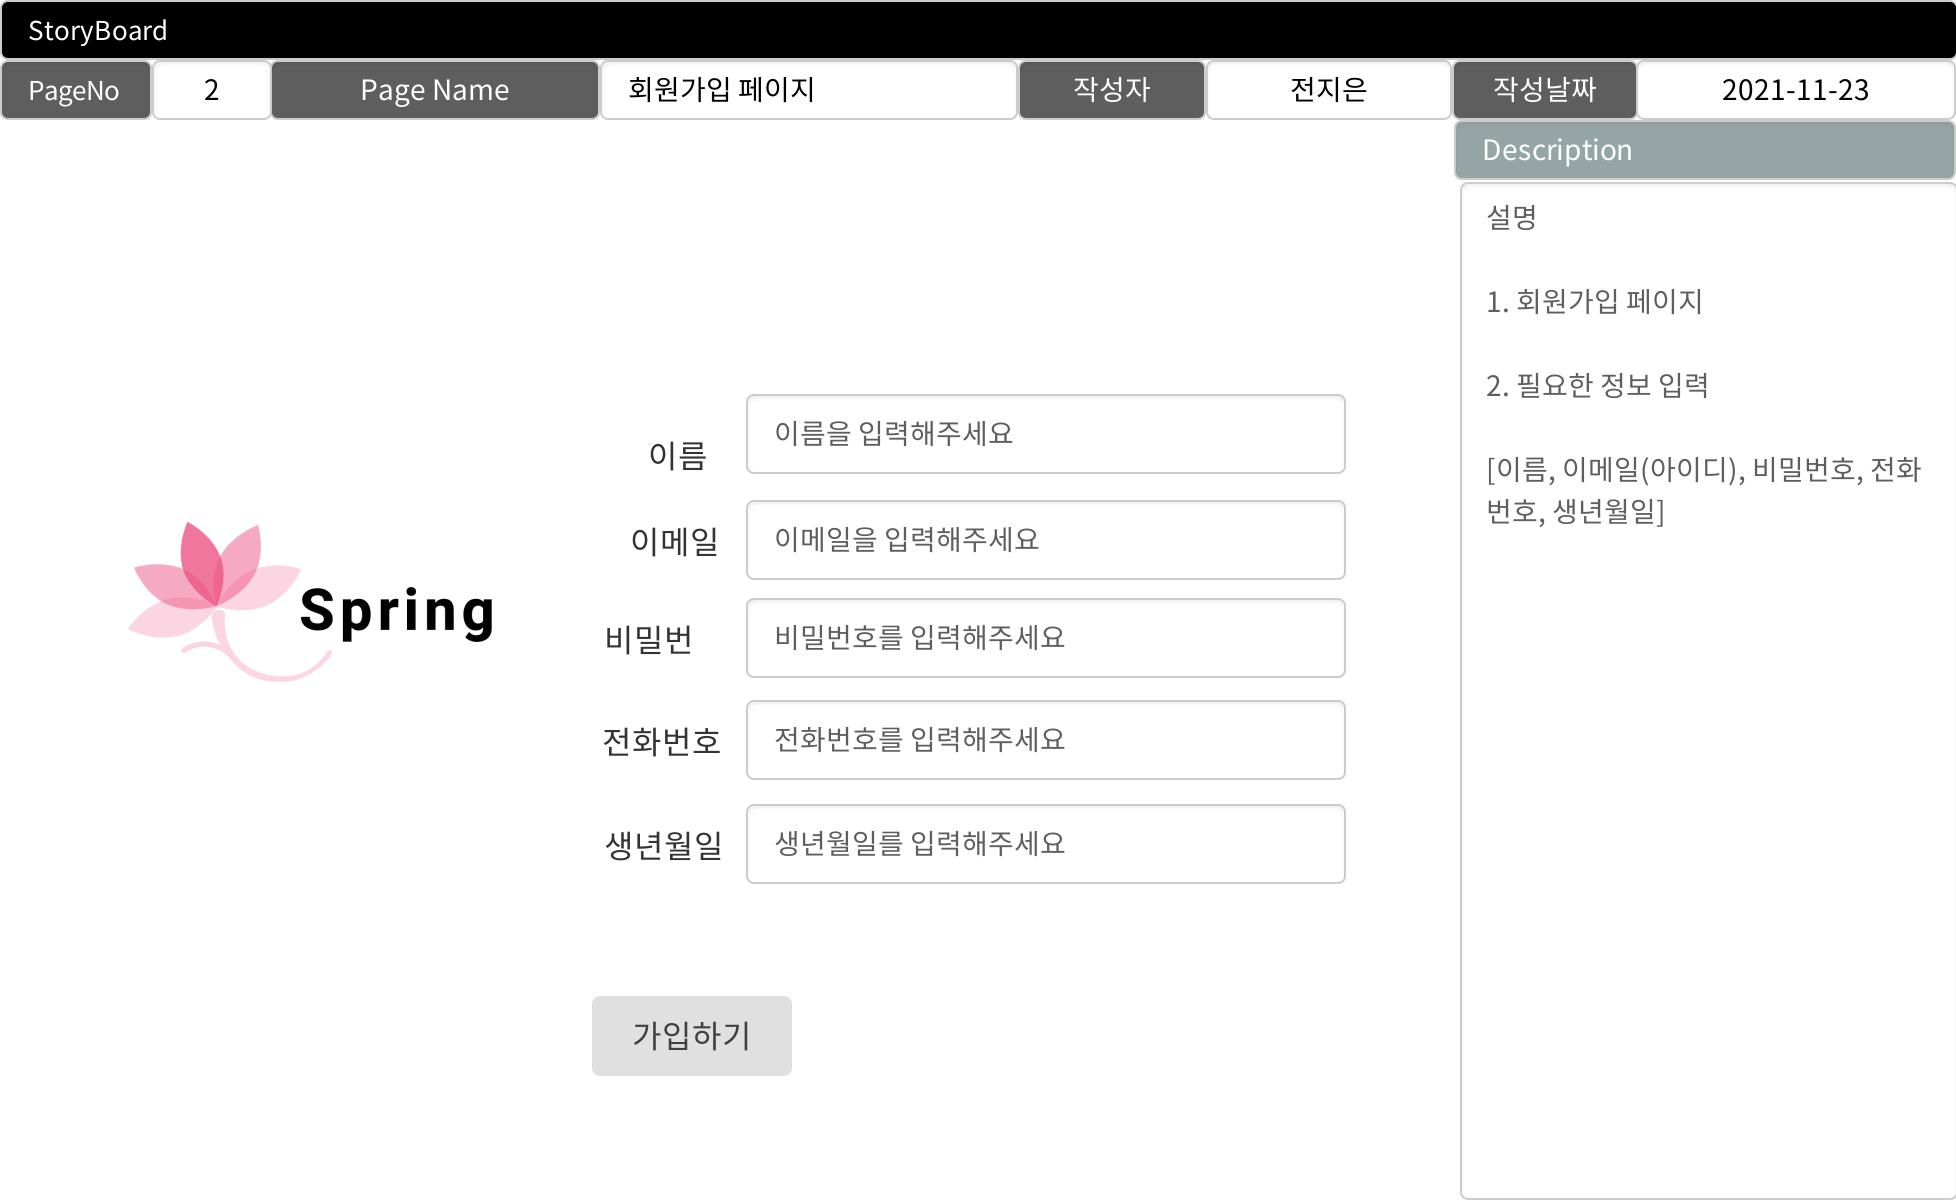 StoryBoard
PageNo 2 Page Name 회원가입 페이지 작성자 전지은 작성날짜 2021-11-23
Description
설명
1. 회원가입 페이지
2. 필요한 정보 입력
[이름, 이메일(아이디), 비밀번호, 전화
번호, 생년월일]
Spring
이름 이름을 입력해주세요
이메일 이메일을 입력해주세요
비밀번 비밀번호를 입력해주세요
전화번호 전화번호를 입력해주세요
생년월일 생년월일를 입력해주세요
가입하기